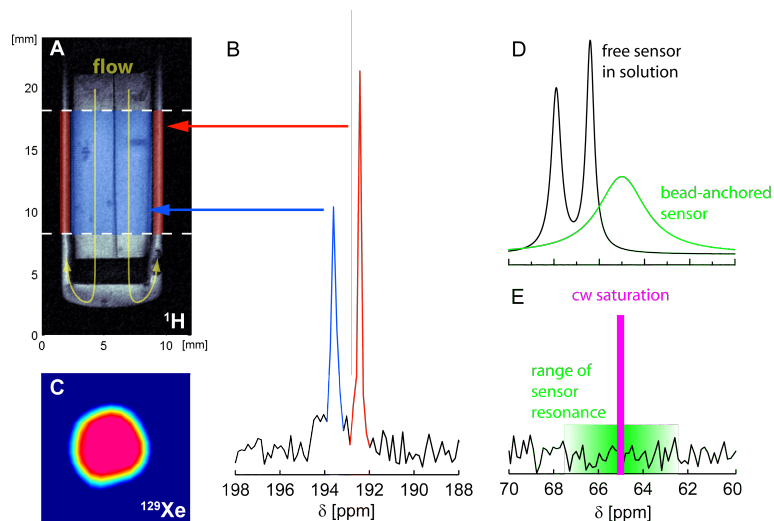 [mm]
A
flow
20
15
10
5
0
¹H
0
5
10
[mm]
B
198
196
194
192
190
188
δ [ppm]
C
¹²⁹Xe
D
free sensor
in solution
bead-anchored
sensor
E
cw saturation
range of
sensor
resonance
70
68
66
64
62
60
δ [ppm]